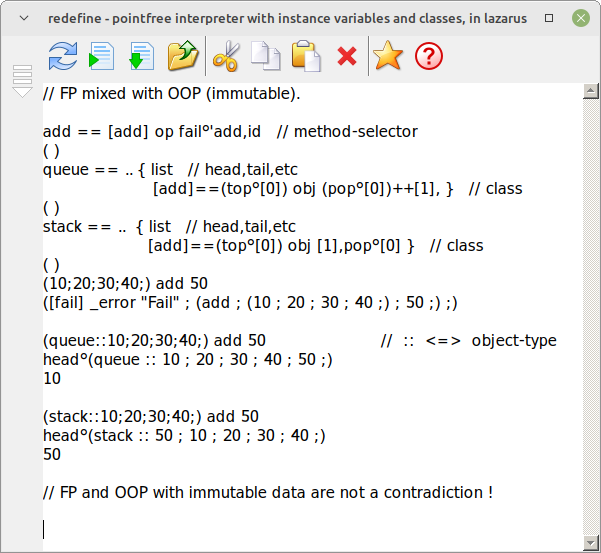 redefine - pointfree interpreter with instance variables and classes, in lazarus
// FP mixed with OOP (immutable).
add == [add] op fail°'add,id // method-selector
( )
queue == .. { list // head,tail,etc
[add]==(top°[0]) obj (pop°[0])++[1], } // class
( )
stack == .. { list // head,tail,etc
[add]==(top°[0]) obj [1],pop°[0] } // class
( )
(10;20;30;40;) add 50
([fail] _error "Fail" ; (add ; (10 ; 20 ; 30 ; 40 ;) ; 50 ;) ;)
(queue::10;20;30;40;) add 50 // :: <=> object-type
head°(queue :: 10 ; 20 ; 30 ; 40 ; 50 ;)
10
(stack::10;20;30;40;) add 50
head°(stack :: 50 ; 10 ; 20 ; 30 ; 40 ;)
50
// FP and OOP with immutable data are not a contradiction !